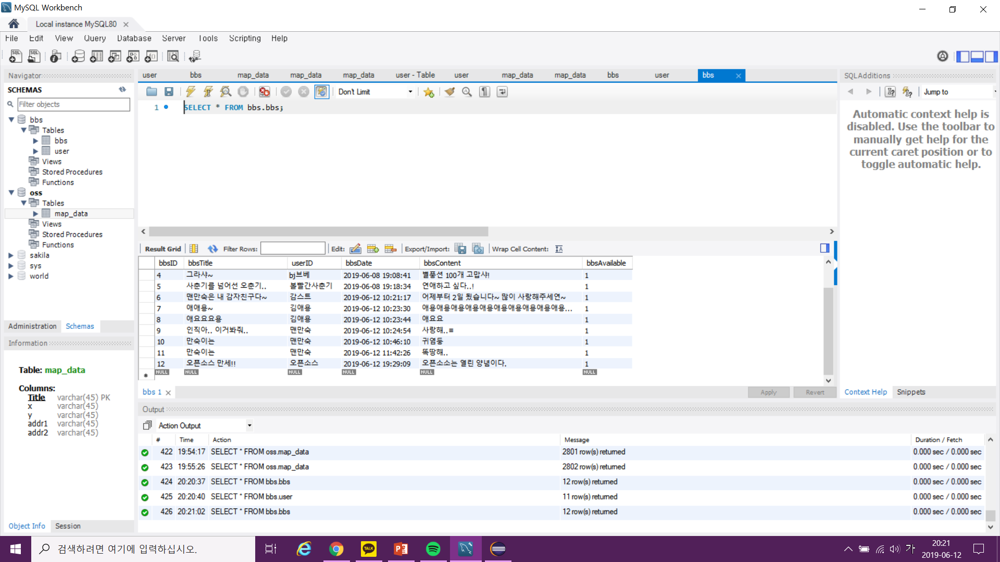 MySQL Workbench
Local instance MySQL80
File Edit View Query Database Server Tools Scripting Help
Navigator
SCHEMAS
Filter objects
bbs
Tables
bbs
user
Views
Stored Procedures
Functions
oss
Tables
map_data
Views
Stored Procedures
Functions
sakila
sys
world
Administration Schemas
Information
Table: map_data
Columns:
Title varchar(45) PK
x varchar(45)
y varchar(45)
addr1 varchar(45)
addr2 varchar(45)
Object Info Session
user bbs map_data map_data map_data user - Table user map_data map_data bbs user bbs
Don't Limit
1 SELECT * FROM bbs.bbs;
Result Grid Filter Rows: Edit: Export/Import: Wrap Cell Content:
bbsID bbsTitle userID bbsDate bbsContent bbsAvailable
4 그라샤~ bj브베 2019-06-08 19:08:41 별풍션 100개 고맙샤! 1
5 사춘기를 넘어선 오춘기.. 볼빨간사춘기 2019-06-08 19:18:34 연애하고 싶다..! 1
6 맨만숙은 내 감자친구다~ 감스트 2019-06-12 10:21:17 어제부터 2일 됬습니다~ 많이 사랑해주세연~ 1
7 애애용~ 김애용 2019-06-12 10:23:30 애용애용애용애용애용애용애용애용애용애용... 1
8 애요요요용 김애용 2019-06-12 10:23:44 애요요 1
9 인직아.. 이거봐줘.. 맨만숙 2019-06-12 10:24:54 사랑해..≡ 1
10 만숙이는 맨만숙 2019-06-12 10:46:10 귀염둥 1
11 만숙이는 맨만숙 2019-06-12 11:42:26 똑땅해.. 1
12 오픈소스 만세!! 오픈소스 2019-06-12 19:29:09 오픈소소는 열린 양념이다. 1
* NULL NULL NULL NULL NULL NULL
bbs 1
Apply Revert
Output
Action Output
# Time Action Message Duration / Fetch
422 19:54:17 SELECT * FROM oss.map_data 2801 row(s) returned 0.000 sec / 0.000 sec
423 19:55:26 SELECT * FROM oss.map_data 2802 row(s) returned 0.000 sec / 0.000 sec
424 20:20:37 SELECT * FROM bbs.bbs 12 row(s) returned 0.000 sec / 0.000 sec
425 20:20:40 SELECT * FROM bbs.user 11 row(s) returned 0.000 sec / 0.000 sec
426 20:21:02 SELECT * FROM bbs.bbs 12 row(s) returned 0.000 sec / 0.000 sec
SQLAdditions
Jump to
Automatic context help is
disabled. Use the toolbar to
manually get help for the
current caret position or to
toggle automatic help.
Context Help Snippets
검색하려면 여기에 입력하십시오.
TALK
가
20:21
2019-06-12